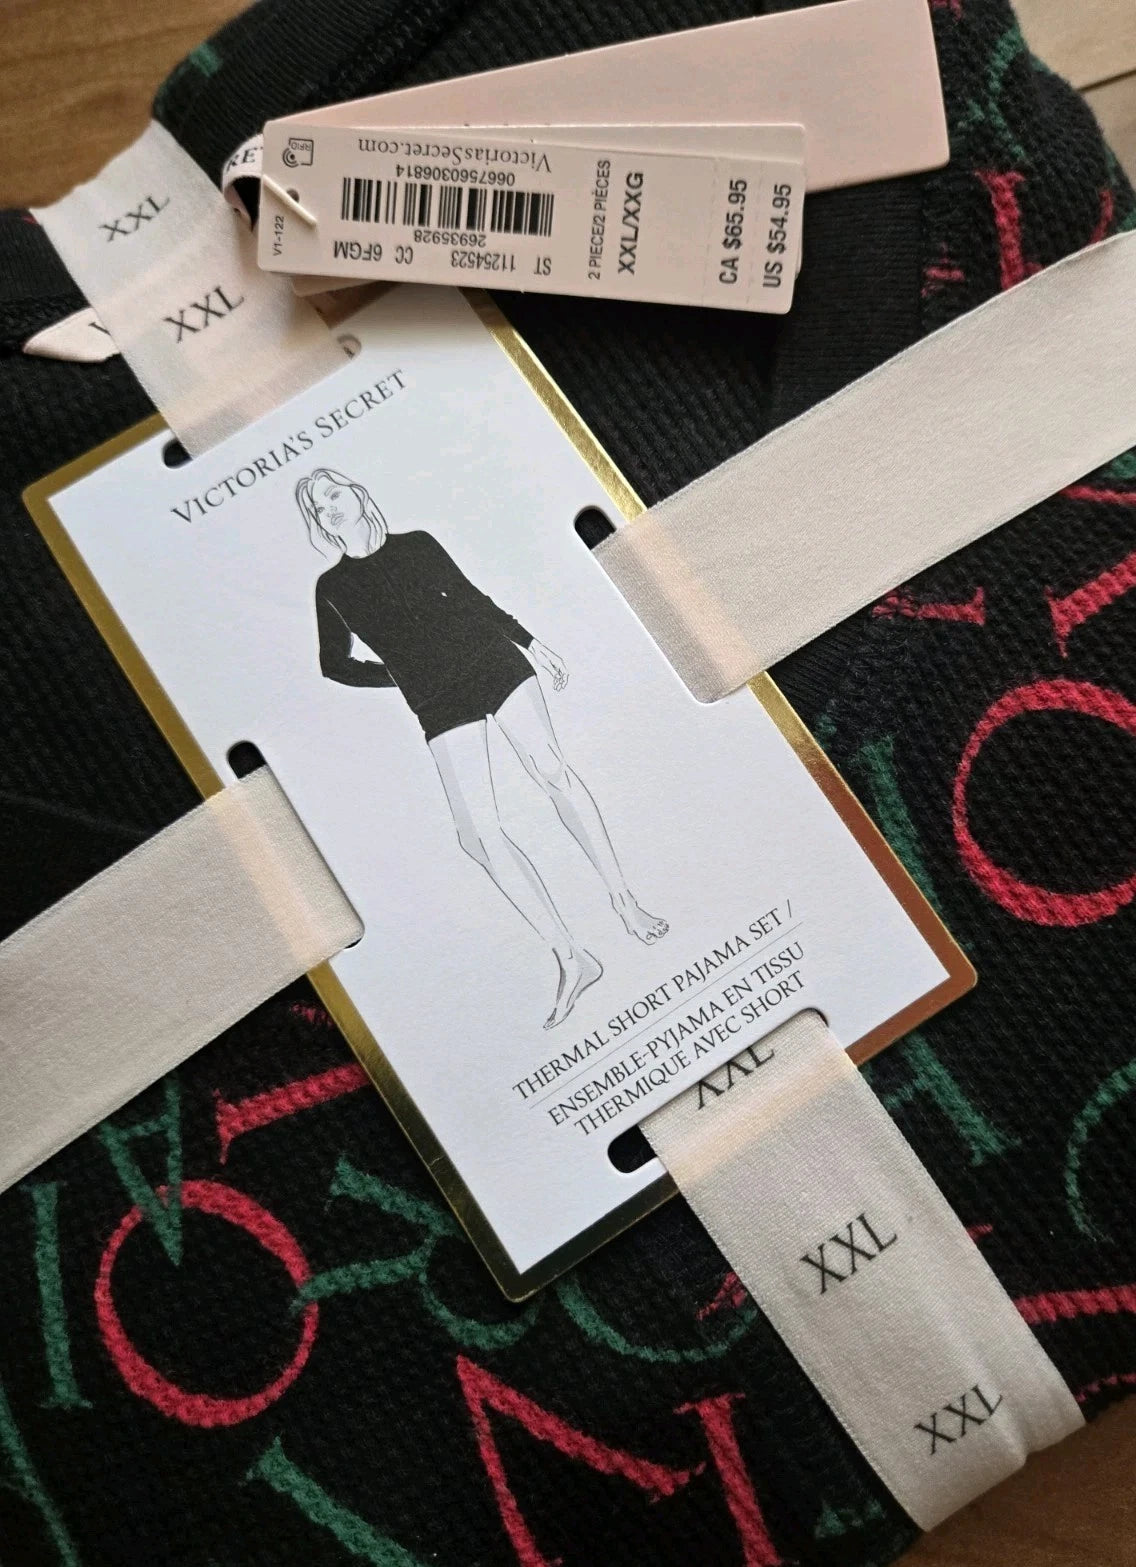 VictoriasSecret.com
0667560306814
26935928
ST 11254523 CC 6FGM
V1-122
RFID
2 PIECE/2 PIÈCES
XXL/XXG
CA $65.95
US $54.95
XXL
XXL
VICTORIA'S SECRET
THERMAL SHORT PAJAMA SET /
ENSEMBLE-PYJAMA EN TISSU
THERMIQUE AVEC SHORT
XXL
XXL
XXL